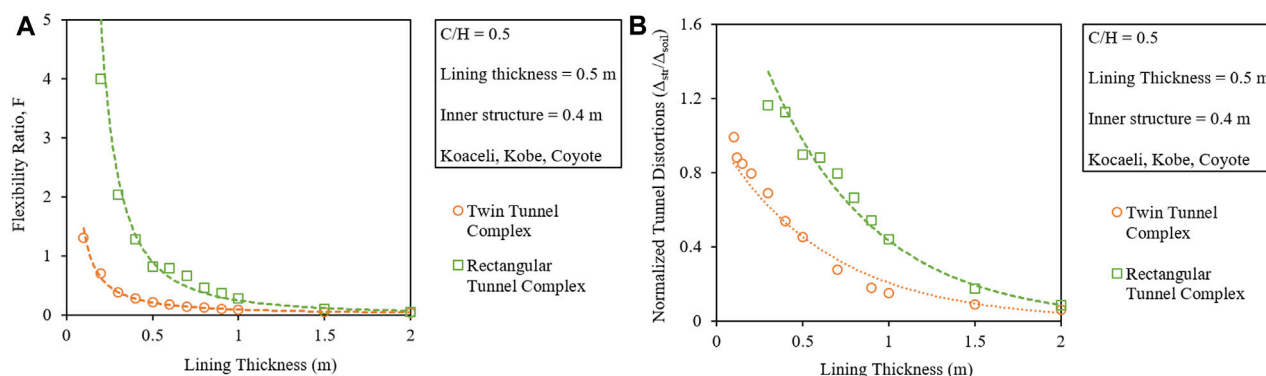 A
Flexibility Ratio, F
5
4
3
2
1
0
0
0.5
1
1.5
2
Lining Thickness (m)
C/H = 0.5
Lining thickness = 0.5 m
Inner structure = 0.4 m
Koaceli, Kobe, Coyote
Twin Tunnel
Complex
Rectangular
Tunnel Complex
B
Normalized Tunnel Distortions (Δstr/Δsoil)
1.6
1.2
0.8
0.4
0
0
0.5
1
1.5
2
Lining Thickness (m)
C/H = 0.5
Lining Thickness = 0.5 m
Inner structure = 0.4 m
Kocaeli, Kobe, Coyote
Twin Tunnel
Complex
Rectangular
Tunnel Complex